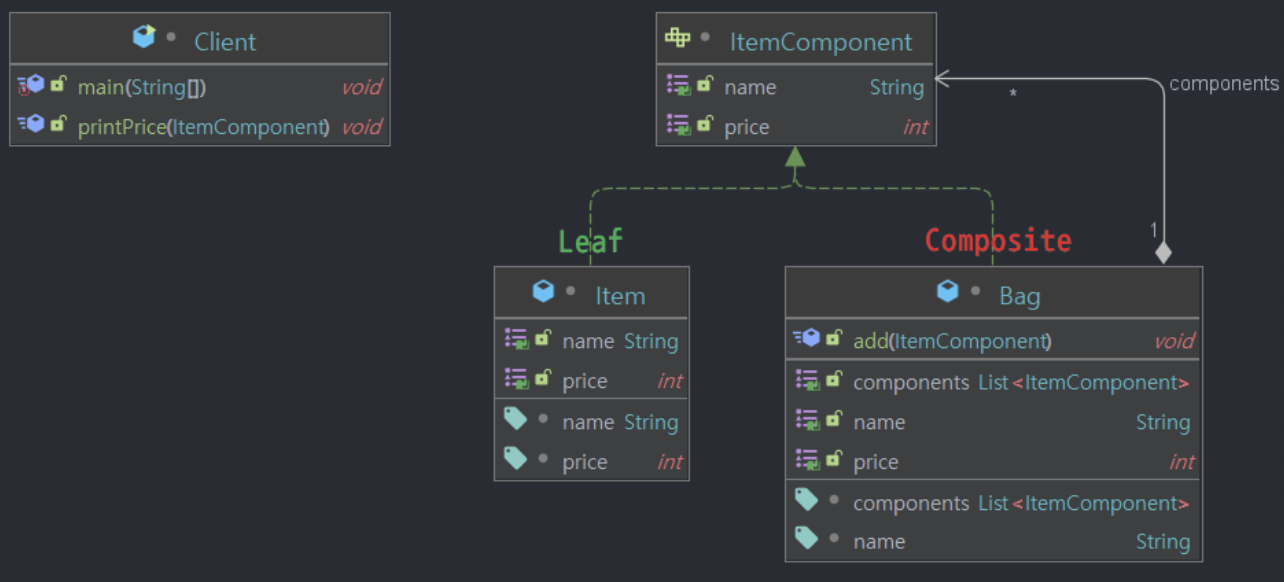 Client
main(String[]) void
printPrice(ItemComponent) void
ItemComponent
name String
price int
components
*
1
Leaf
Composite
Item
name String
price int
name String
price int
Bag
add(ItemComponent) void
components List<ItemComponent>
name String
price int
components List<ItemComponent>
name String